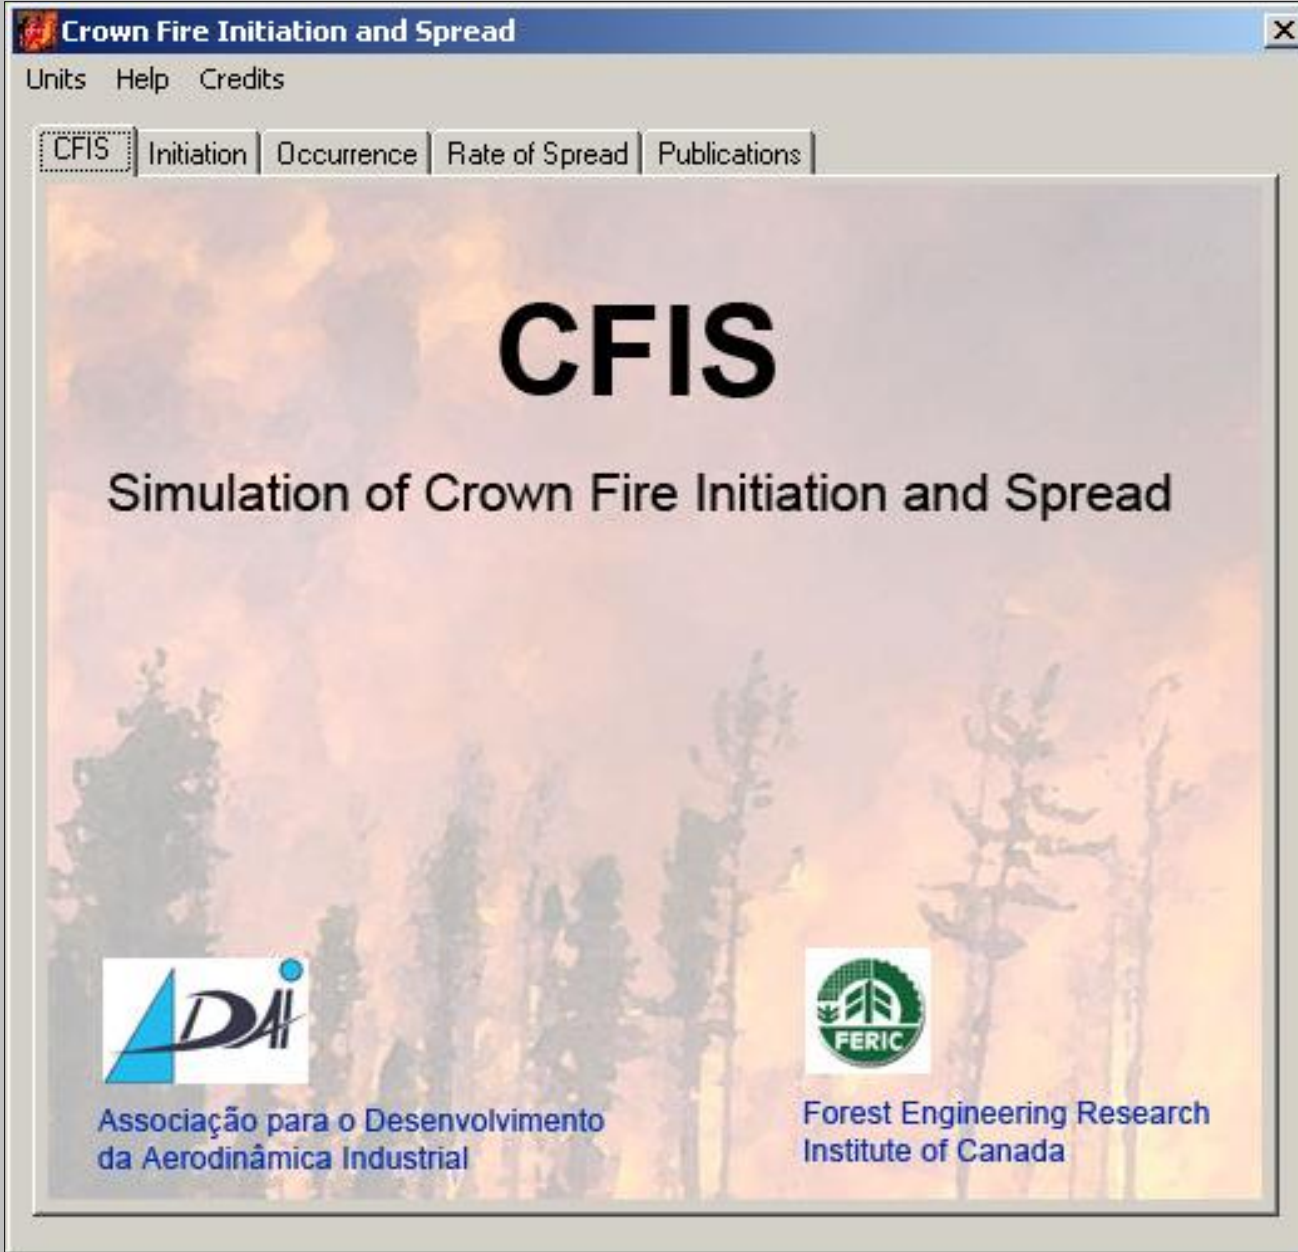 Crown Fire Initiation and Spread
Units Help Credits
CFIS Initiation Occurrence Rate of Spread Publications
CFIS
Simulation of Crown Fire Initiation and Spread
ADAI
Associação para o Desenvolvimento
da Aerodinâmica Industrial
FERIC
Forest Engineering Research
Institute of Canada